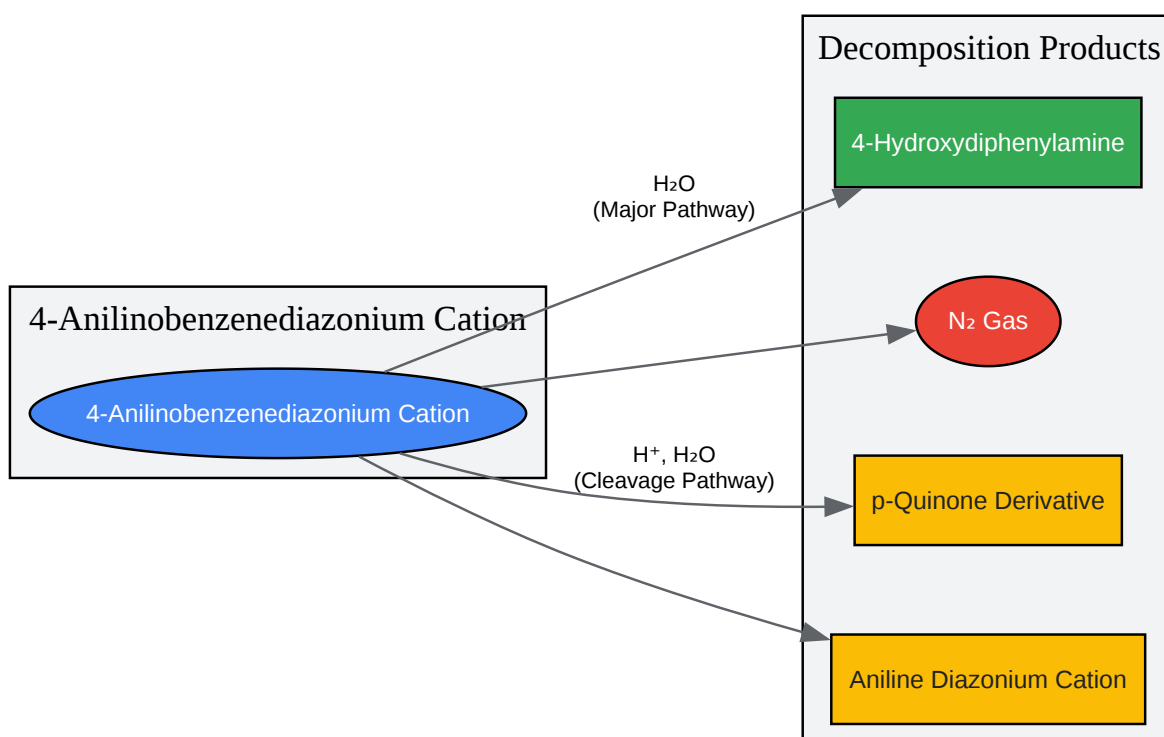 Decomposition Products
4-Hydroxydiphenylamine
H₂O
(Major Pathway)
4-Anilinobenzenediazonium Cation
N₂ Gas
4-Anilinobenzenediazonium Cation
H⁺, H₂O
(Cleavage Pathway)
p-Quinone Derivative
Aniline Diazonium Cation